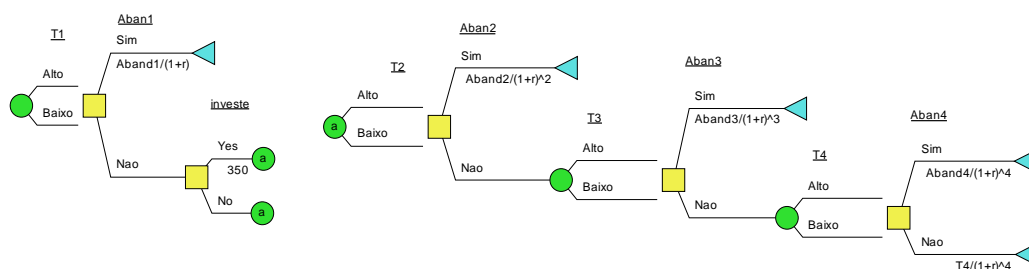 T1
Alto
Baixo
Aban1
Sim
Aband1/(1+r)
Nao
investe
Yes
350
No
a
a
a
T2
Alto
Baixo
Aban2
Sim
Aband2/(1+r)^2
Nao
T3
Alto
Baixo
Aban3
Sim
Aband3/(1+r)^3
Nao
T4
Alto
Baixo
Aban4
Sim
Aband4/(1+r)^4
Nao
T4/(1+r)^4